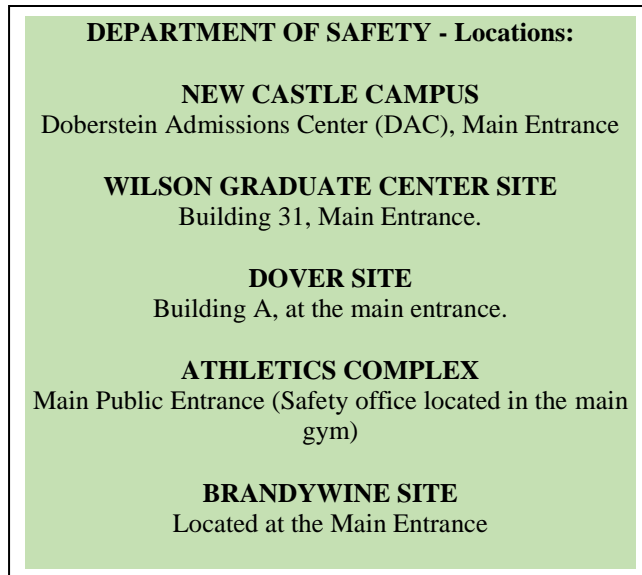 DEPARTMENT OF SAFETY - Locations:
NEW CASTLE CAMPUS
Doberstein Admissions Center (DAC), Main Entrance
WILSON GRADUATE CENTER SITE
Building 31, Main Entrance.
DOVER SITE
Building A, at the main entrance.
ATHLETICS COMPLEX
Main Public Entrance (Safety office located in the main
gym)
BRANDYWINE SITE
Located at the Main Entrance